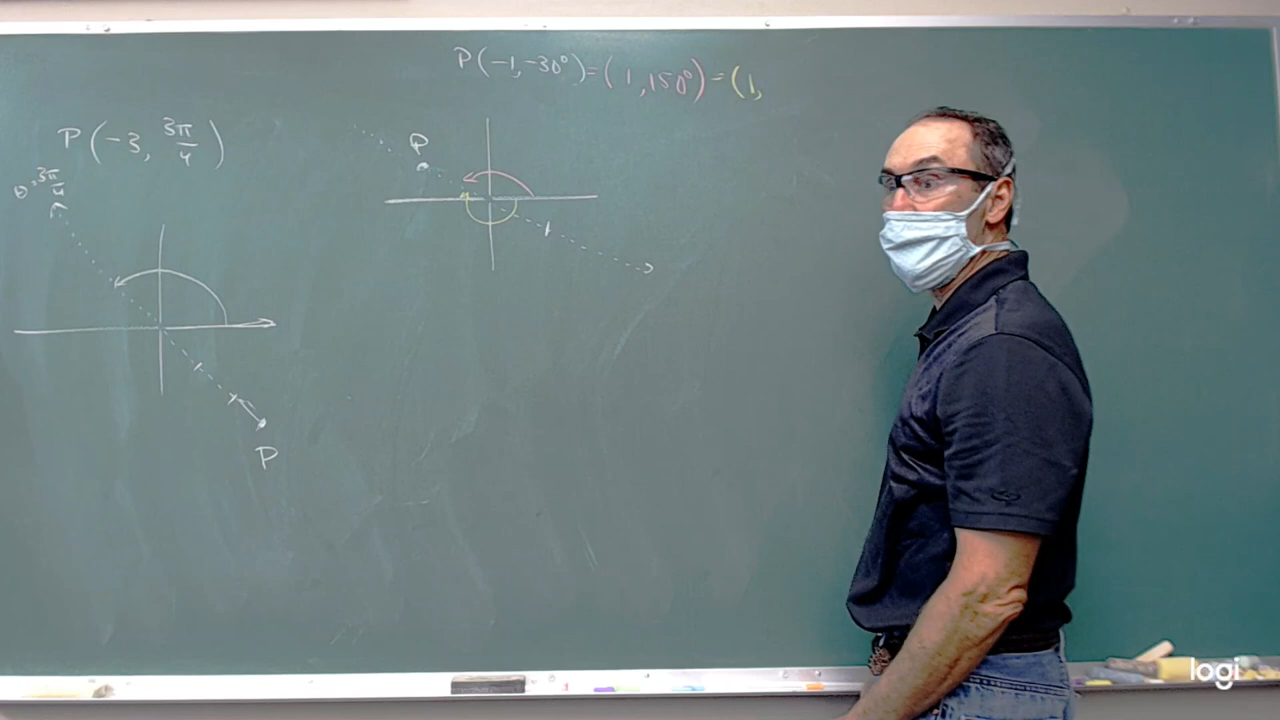 P(-1, -30°) = (1, 150°) = (1,
P(-3, 3π/4)
P
θ = 3π/4
P
logi